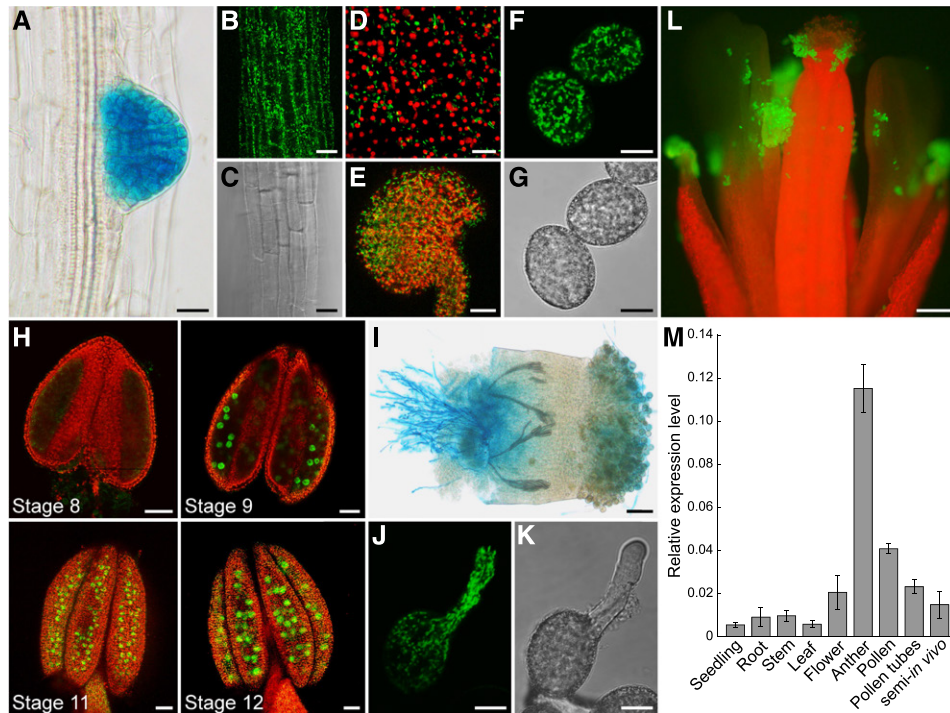 A
B
D
F
L
C
E
G
H
Stage 8
Stage 9
I
Stage 11
Stage 12
J
K
M
Relative expression level
0.14
0.12
0.10
0.08
0.06
0.04
0.02
0
Seedling
Root
Stem
Leaf
Flower
Anther
Pollen
Pollen tubes
semi-in vivo